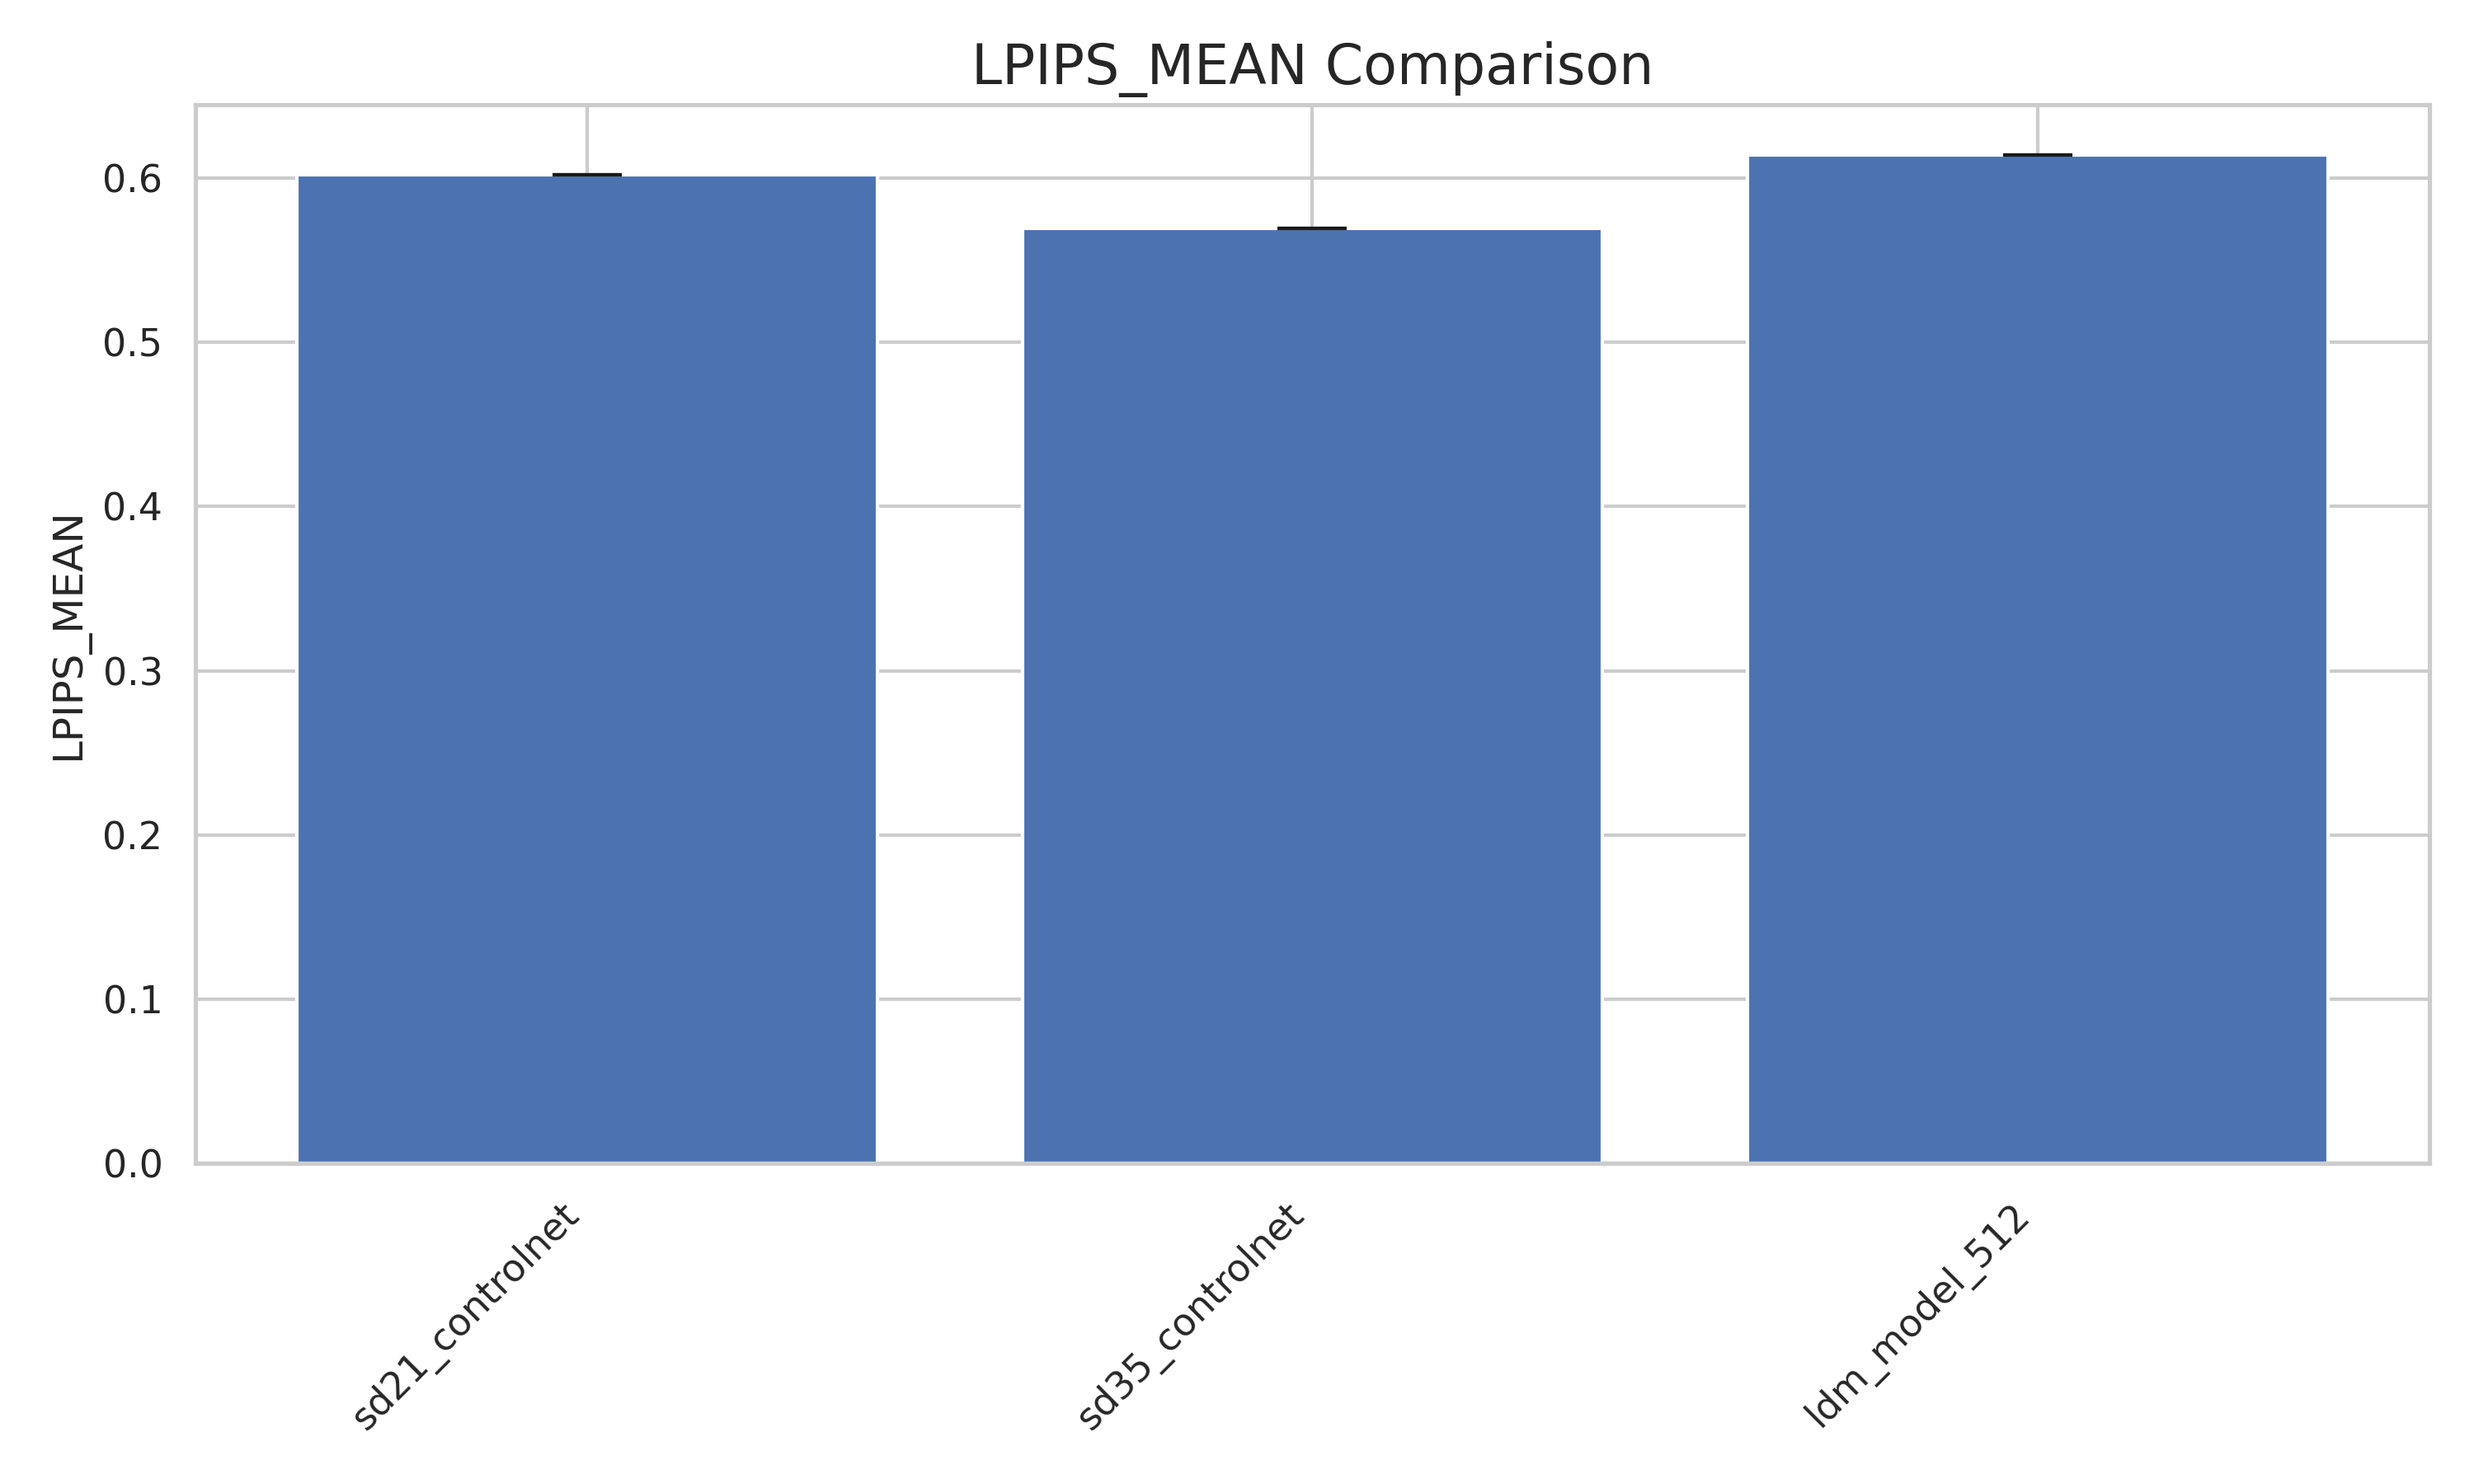 LPIPS_MEAN Comparison
LPIPS_MEAN
0.6
0.5
0.4
0.3
0.2
0.1
0.0
sd21_controlnet
sd35_controlnet
ldm_model_512